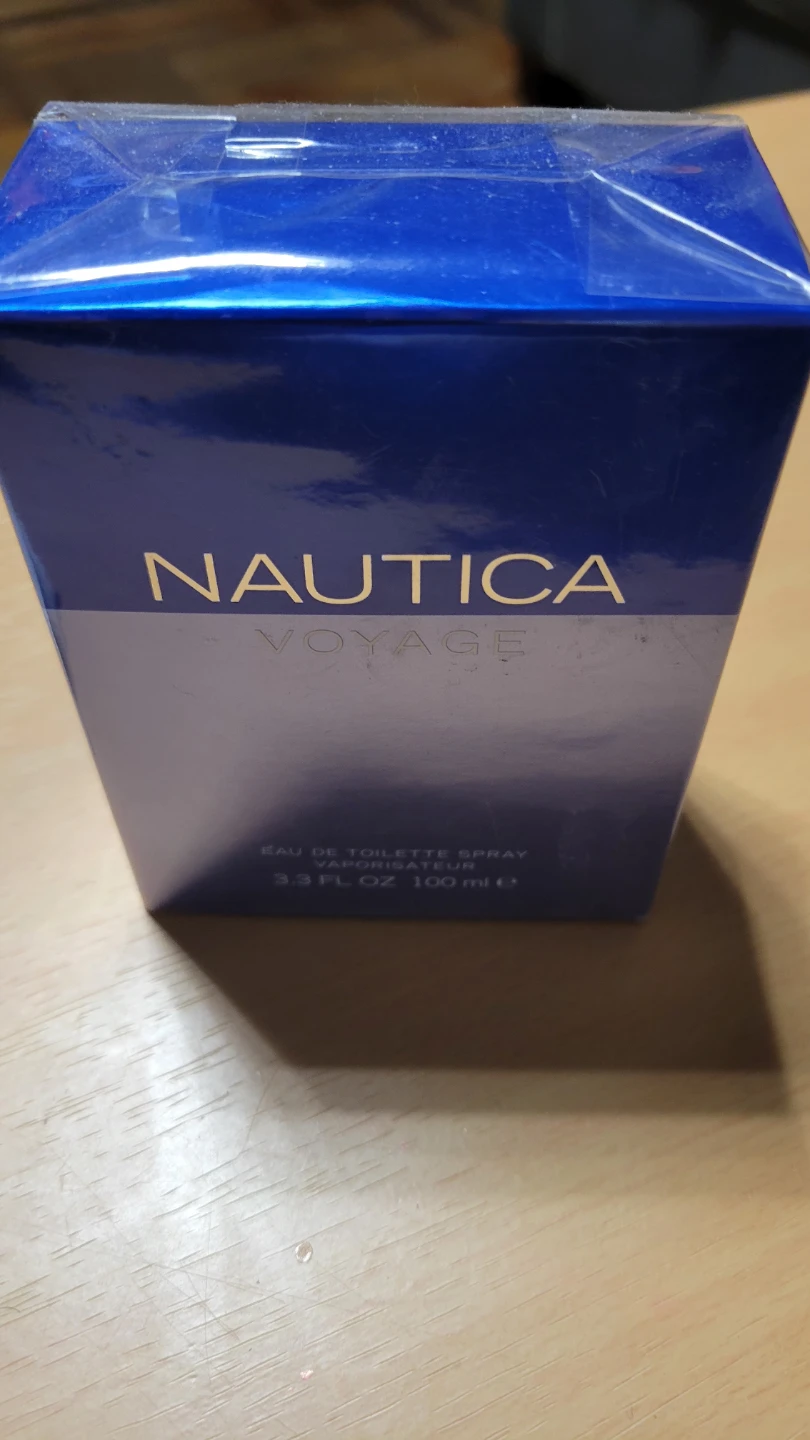 NAUTICA
VOYAGE
EAU DE TOILETTE SPRAY
VAPORISATEUR
3.3 FL OZ 100 ml ℮